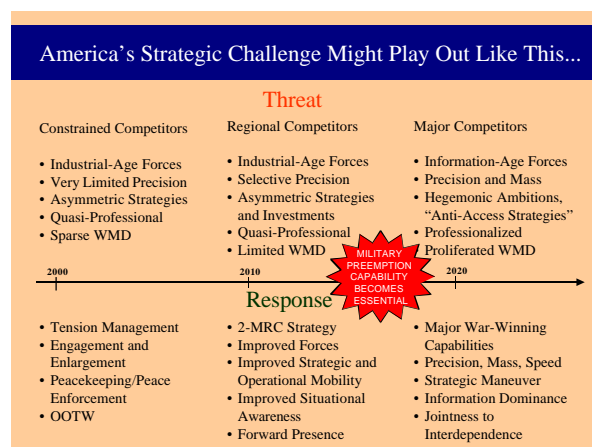 America's Strategic Challenge Might Play Out Like This...
Threat
Constrained Competitors
• Industrial-Age Forces
• Very Limited Precision
• Asymmetric Strategies
• Quasi-Professional
• Sparse WMD
Regional Competitors
• Industrial-Age Forces
• Selective Precision
• Asymmetric Strategies
and Investments
• Quasi-Professional
• Limited WMD
Major Competitors
• Information-Age Forces
• Precision and Mass
• Hegemonic Ambitions,
“Anti-Access Strategies”
• Professionalized
• Proliferated WMD
MILITARY
PREEMPTION
CAPABILITY
BECOMES
ESSENTIAL
2000
2010
2020
Response
• Tension Management
• Engagement and
Enlargement
• Peacekeeping/Peace
Enforcement
• OOTW
• 2-MRC Strategy
• Improved Forces
• Improved Strategic and
Operational Mobility
• Improved Situational
Awareness
• Forward Presence
• Major War-Winning
Capabilities
• Precision, Mass, Speed
• Strategic Maneuver
• Information Dominance
• Jointness to
Interdependence